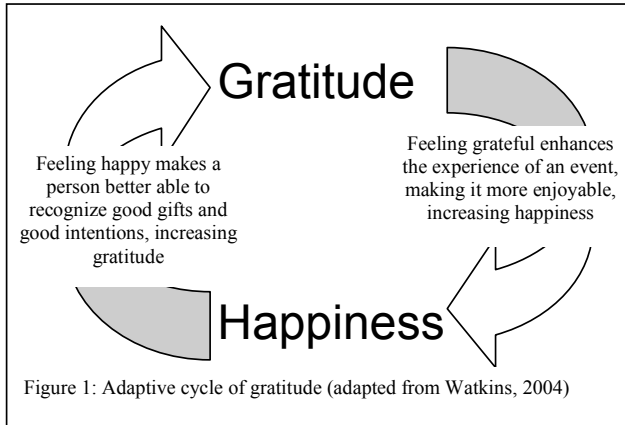 Gratitude
Feeling grateful enhances
the experience of an event,
making it more enjoyable,
increasing happiness
Feeling happy makes a
person better able to
recognize good gifts and
good intentions, increasing
gratitude
Happiness
Figure 1: Adaptive cycle of gratitude (adapted from Watkins, 2004)